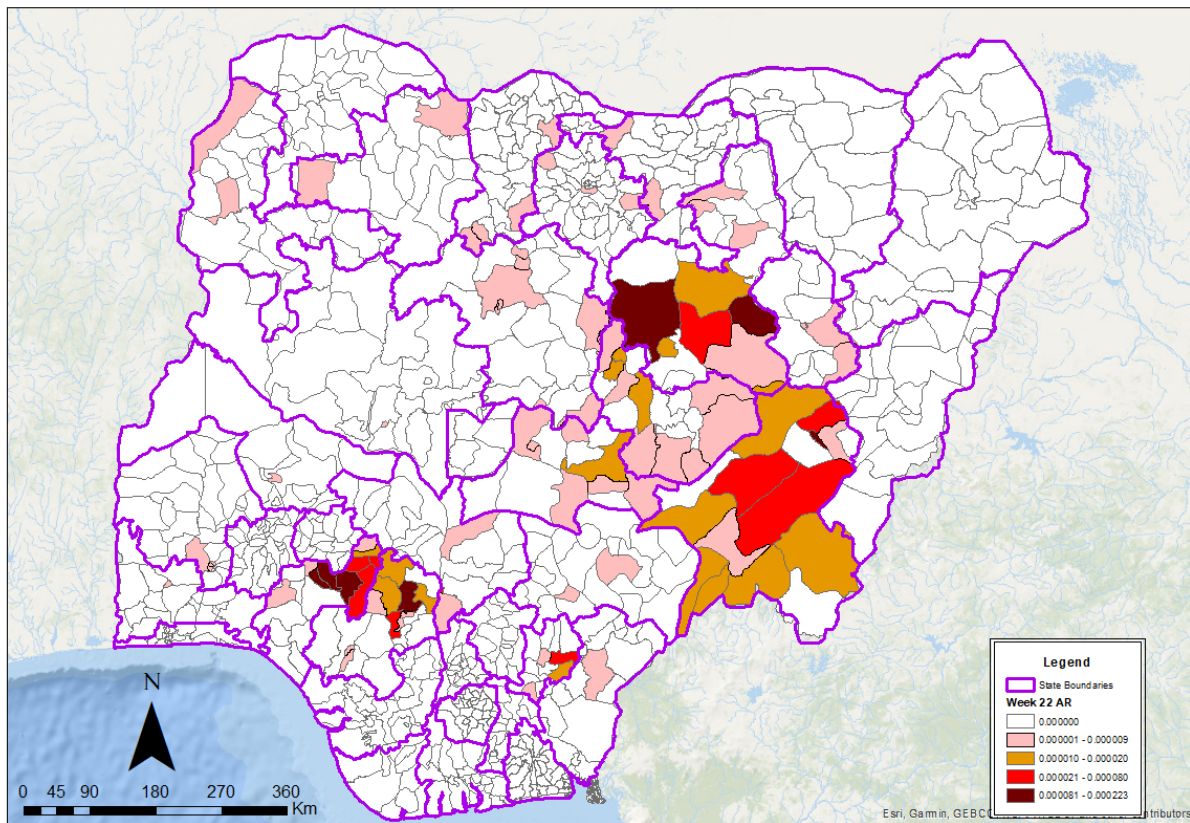 N
0 45 90 180 270 360
Km
Legend
State Boundaries
Week 22 AR
0.000000
0.000001 - 0.000009
0.000010 - 0.000020
0.000021 - 0.000080
0.000081 - 0.000223
Esri, Garmin, GEBCO, contributors